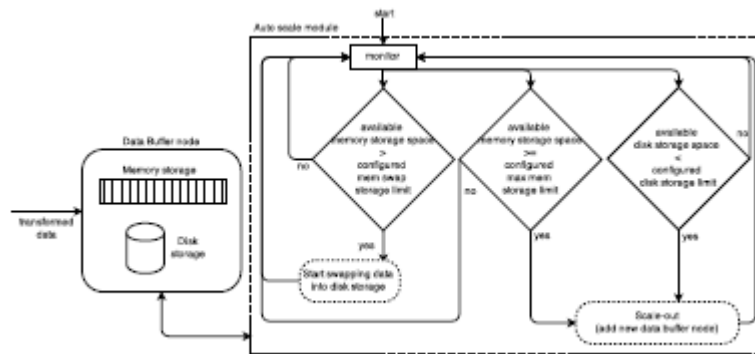 start
Auto scale module
monitor
Data Buffer node
Memory storage
transformed
data
Disk
storage
available
memory storage space
>
configured
mem swap
storage limit
no
yes
Start swapping data
into disk storage
available
memory storage space
>=
configured
max mem
storage limit
no
yes
available
disk storage space
<
configured
disk storage limit
no
yes
Scale-out
(add new data buffer node)